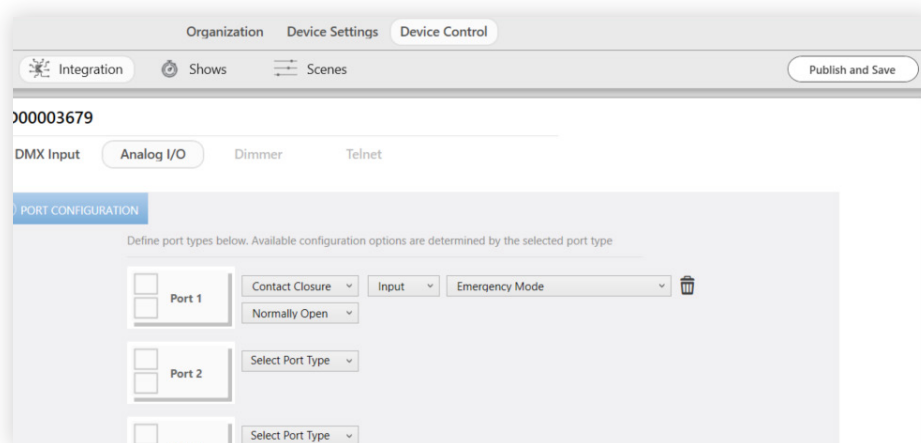 Organization Device Settings Device Control
Integration Shows Scenes Publish and Save
D00003679
DMX Input Analog I/O Dimmer Telnet
PORT CONFIGURATION
Define port types below. Available configuration options are determined by the selected port type
Port 1 Contact Closure Input Emergency Mode
Normally Open
Port 2 Select Port Type
Select Port Type